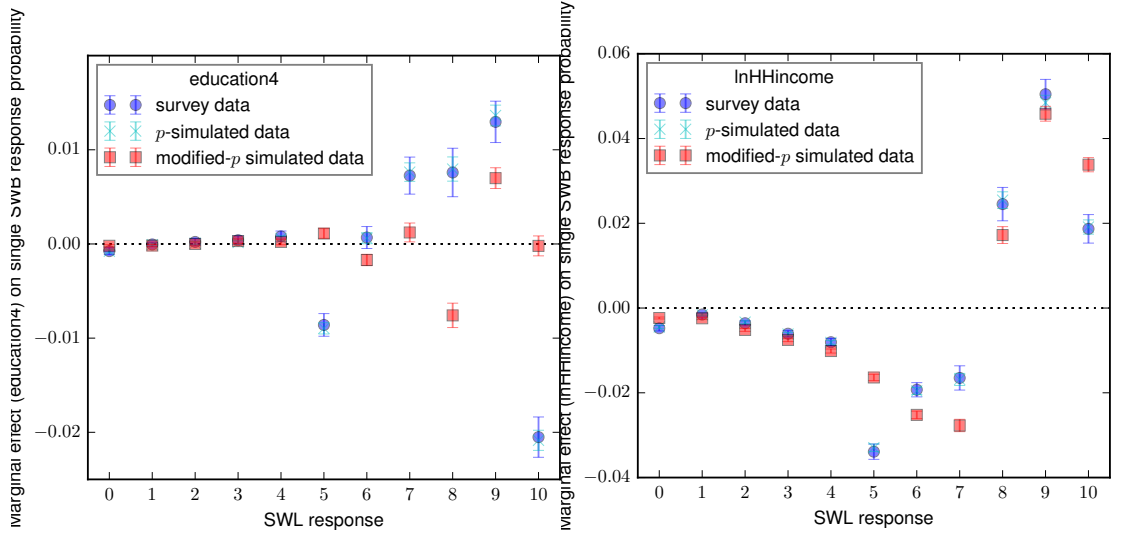 Marginal effect (education4) on single SWB response probability
education4
survey data
p-simulated data
modified-p simulated data
0.01
0.00
−0.01
−0.02
0 1 2 3 4 5 6 7 8 9 10
SWL response
Marginal effect (lnHHincome) on single SWB response probability
0.06
lnHHincome
survey data
p-simulated data
modified-p simulated data
0.04
0.02
0.00
−0.02
−0.04
0 1 2 3 4 5 6 7 8 9 10
SWL response